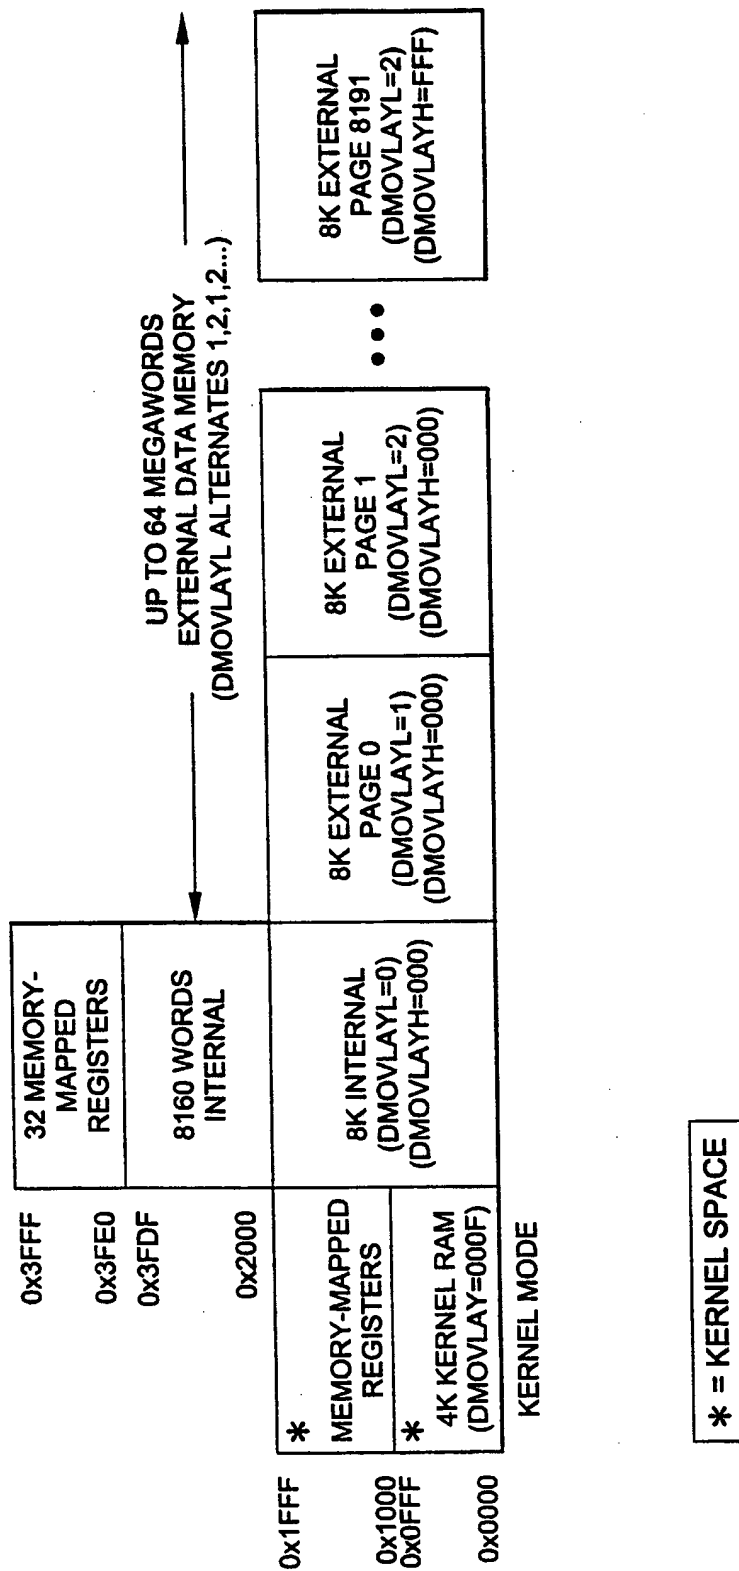 UP TO 64 MEGAWORDS
EXTERNAL DATA MEMORY
(DMOVLAYL ALTERNATES 1,2,1,2...)
0x3FFF
32 MEMORY-
MAPPED
REGISTERS
0x3FE0
0x3FDF
8160 WORDS
INTERNAL
0x2000
0x1FFF
*
MEMORY-MAPPED
REGISTERS
0x1000
0x0FFF
*
4K KERNEL RAM
(DMOVLAY=000F)
0x0000
KERNEL MODE
8K INTERNAL
(DMOVLAYL=0)
(DMOVLAYH=000)
8K EXTERNAL
PAGE 0
(DMOVLAYL=1)
(DMOVLAYH=000)
8K EXTERNAL
PAGE 1
(DMOVLAYL=2)
(DMOVLAYH=000)
•••
8K EXTERNAL
PAGE 8191
(DMOVLAYL=2)
(DMOVLAYH=FFF)
* = KERNEL SPACE